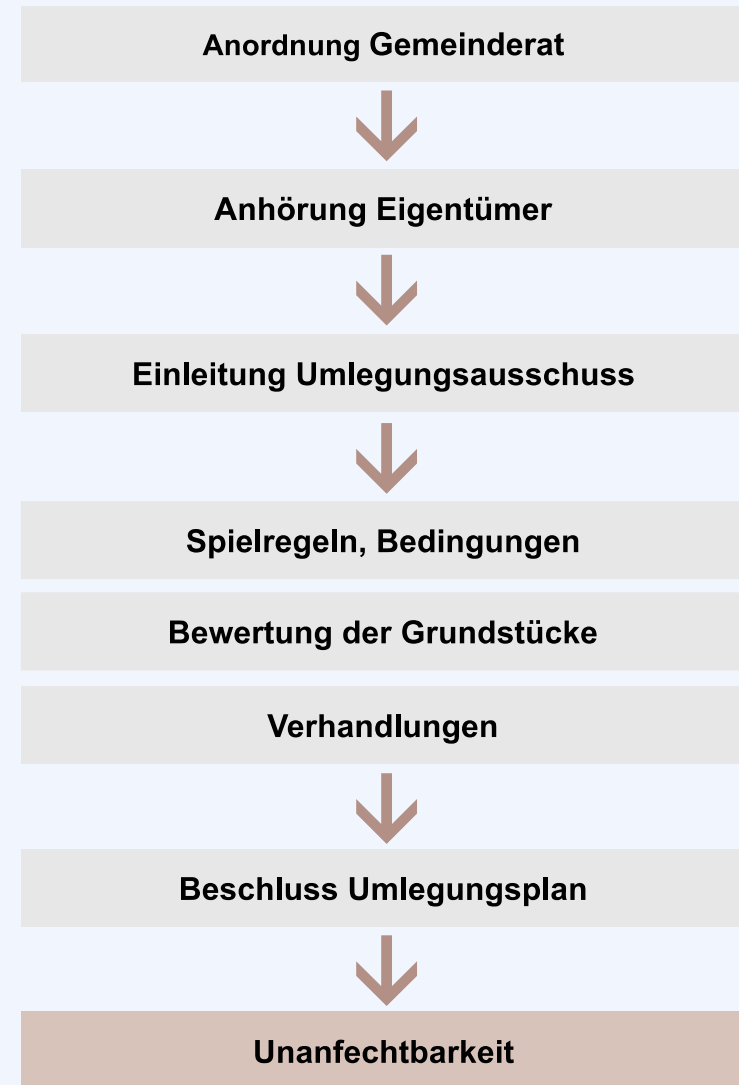 Anordnung Gemeinderat
Anhörung Eigentümer
Einleitung Umlegungsausschuss
Spielregeln, Bedingungen
Bewertung der Grundstücke
Verhandlungen
Beschluss Umlegungsplan
Unanfechtbarkeit